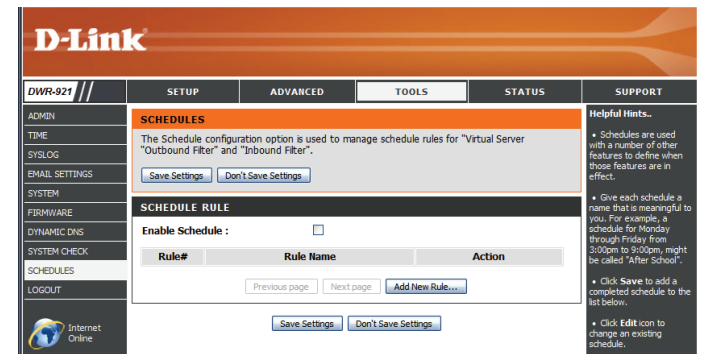 D-Link
DWR-921 // SETUP ADVANCED TOOLS STATUS SUPPORT
ADMIN
TIME
SYSLOG
EMAIL SETTINGS
SYSTEM
FIRMWARE
DYNAMIC DNS
SYSTEM CHECK
SCHEDULES
LOGOUT
Internet
Online
SCHEDULES
The Schedule configuration option is used to manage schedule rules for "Virtual Server
"Outbound Filter" and "Inbound Filter".
Save Settings Don't Save Settings
SCHEDULE RULE
Enable Schedule :
Rule# Rule Name Action
Previous page Next page Add New Rule...
Save Settings Don't Save Settings
Helpful Hints..
• Schedules are used
with a number of other
features to define when
those features are in
effect.
• Give each schedule a
name that is meaningful to
you. For example, a
schedule for Monday
through Friday from
3:00pm to 9:00pm, might
be called "After School".
• Click Save to add a
completed schedule to the
list below.
• Click Edit icon to
change an existing
schedule.